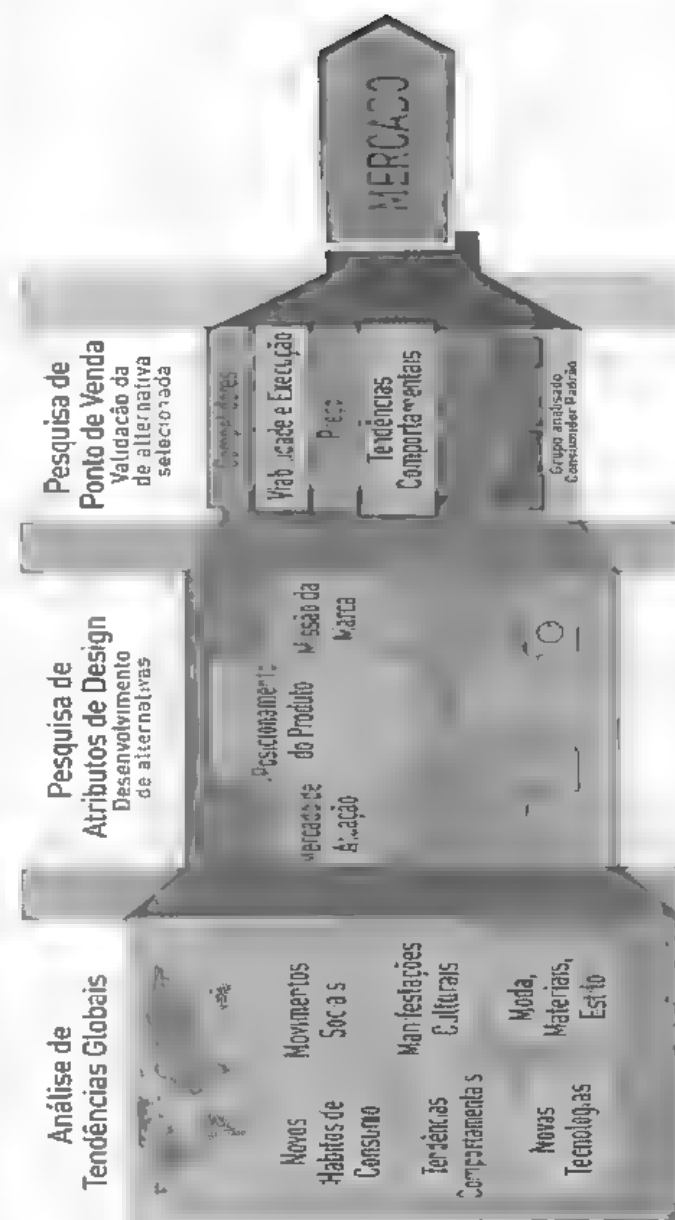 Análise de
Tendências Globais
Novos
Hábitos de
Consumo
Movimentos
Sociais
Tendências
Comportamentais
Manifestações
Culturais
Novas
Tecnologias
Moda,
Materiais,
Estilo
Pesquisa de
Atributos de Design
Desenvolvimento
de alternativas
Mercado de
Atuação
Posicionamento
do Produto
Missão da
Marca
Pesquisa de
Ponto de Venda
Validação da
de alternativa
selecionada
Viabilidade e Execução
Preço
Tendências
Comportamentais
Grupo analisado
Consumidor Padrão
MERCADO